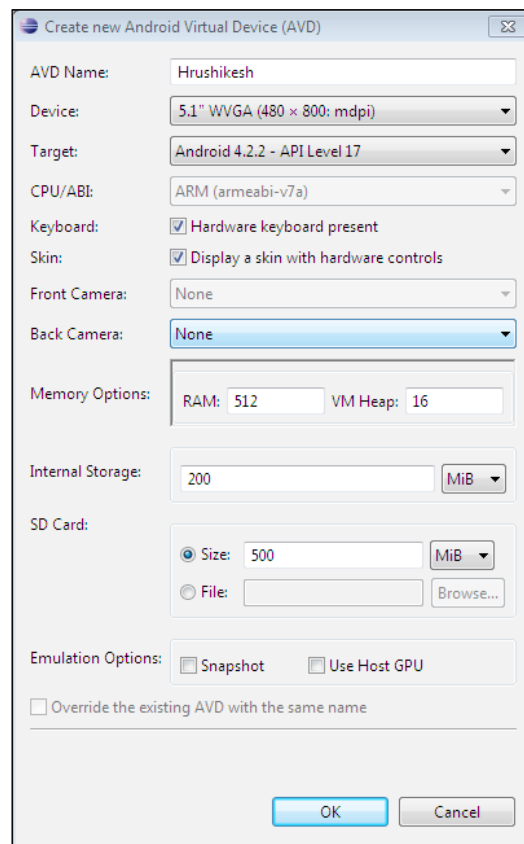 Create new Android Virtual Device (AVD)
AVD Name: Hrushikesh
Device: 5.1" WVGA (480 × 800: mdpi)
Target: Android 4.2.2 - API Level 17
CPU/ABI: ARM (armeabi-v7a)
Keyboard: Hardware keyboard present
Skin: Display a skin with hardware controls
Front Camera: None
Back Camera: None
Memory Options: RAM: 512 VM Heap: 16
Internal Storage: 200 MiB
SD Card:
Size: 500 MiB
File: Browse...
Emulation Options: Snapshot Use Host GPU
Override the existing AVD with the same name
OK Cancel